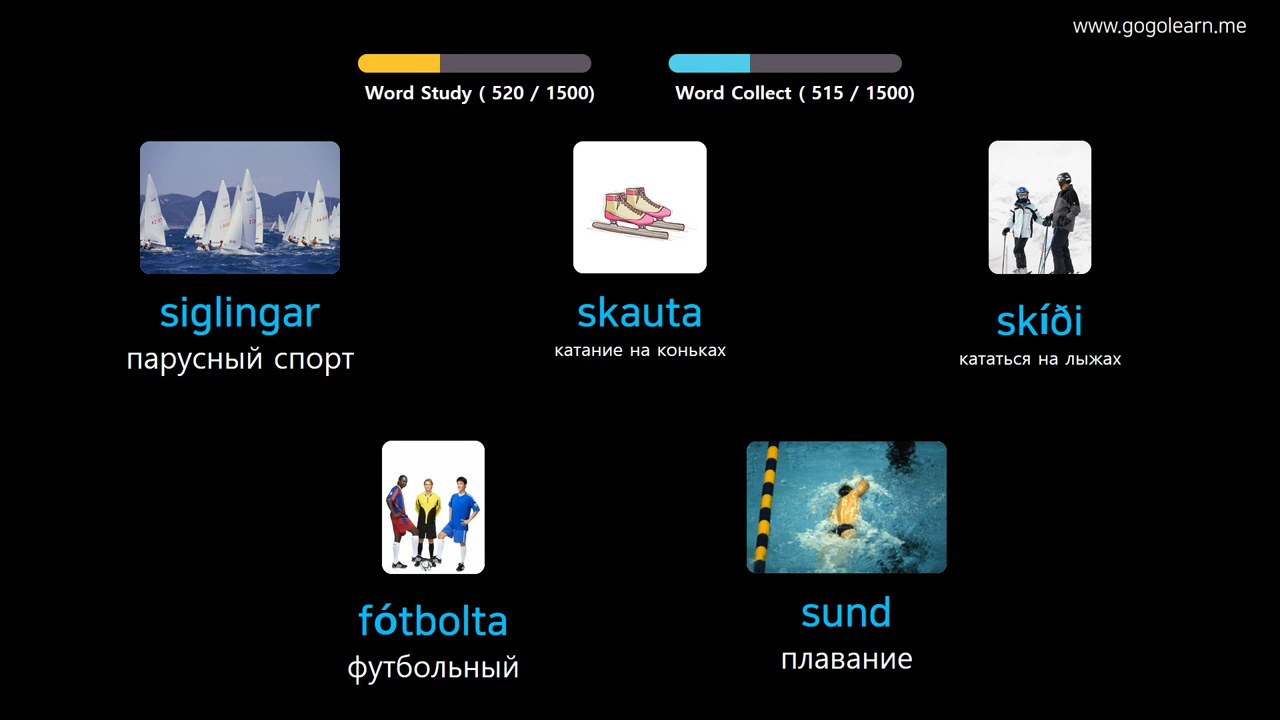 www.gogolearn.me
Word Study ( 520 / 1500)
Word Collect ( 515 / 1500)
siglingar
парусный спорт
skauta
катание на коньках
skíði
кататься на лыжах
fótbolta
футбольный
sund
плавание